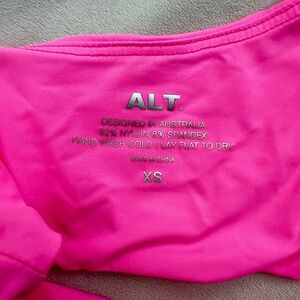 ALT.
DESIGNED IN AUSTRALIA
92% NYLON 8% SPANDEX
HAND WASH COLD | LAY FLAT TO DRY
MADE IN CHINA
XS